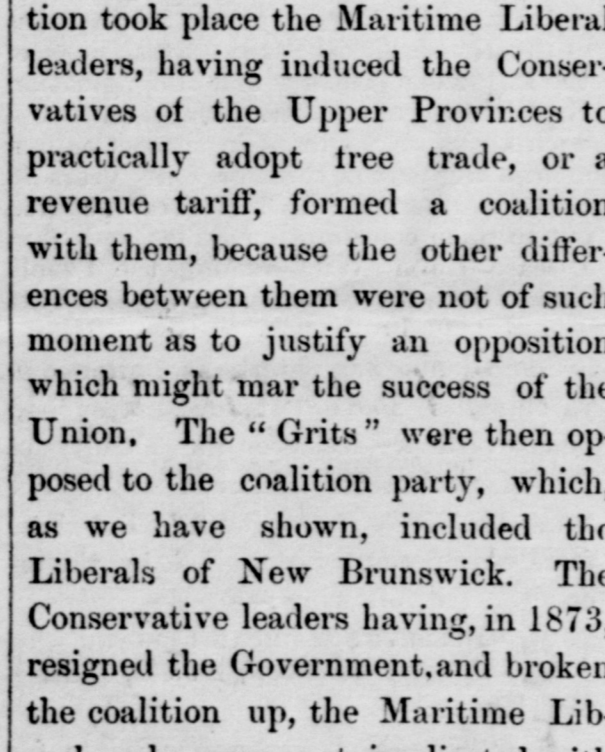 tion took place the Maritime Liberal
leaders, having induced the Conser-
vatives of the Upper Provinces to
practically adopt free trade, or a
revenue tariff, formed a coalition
with them, because the other differ-
ences between them were not of such
moment as to justify an opposition
which might mar the success of the
Union. The “ Grits ” were then op
posed to the coalition party, which
as we have shown, included the
Liberals of New Brunswick. The
Conservative leaders having, in 1873,
resigned the Government, and broken
the coalition up, the Maritime Lib-